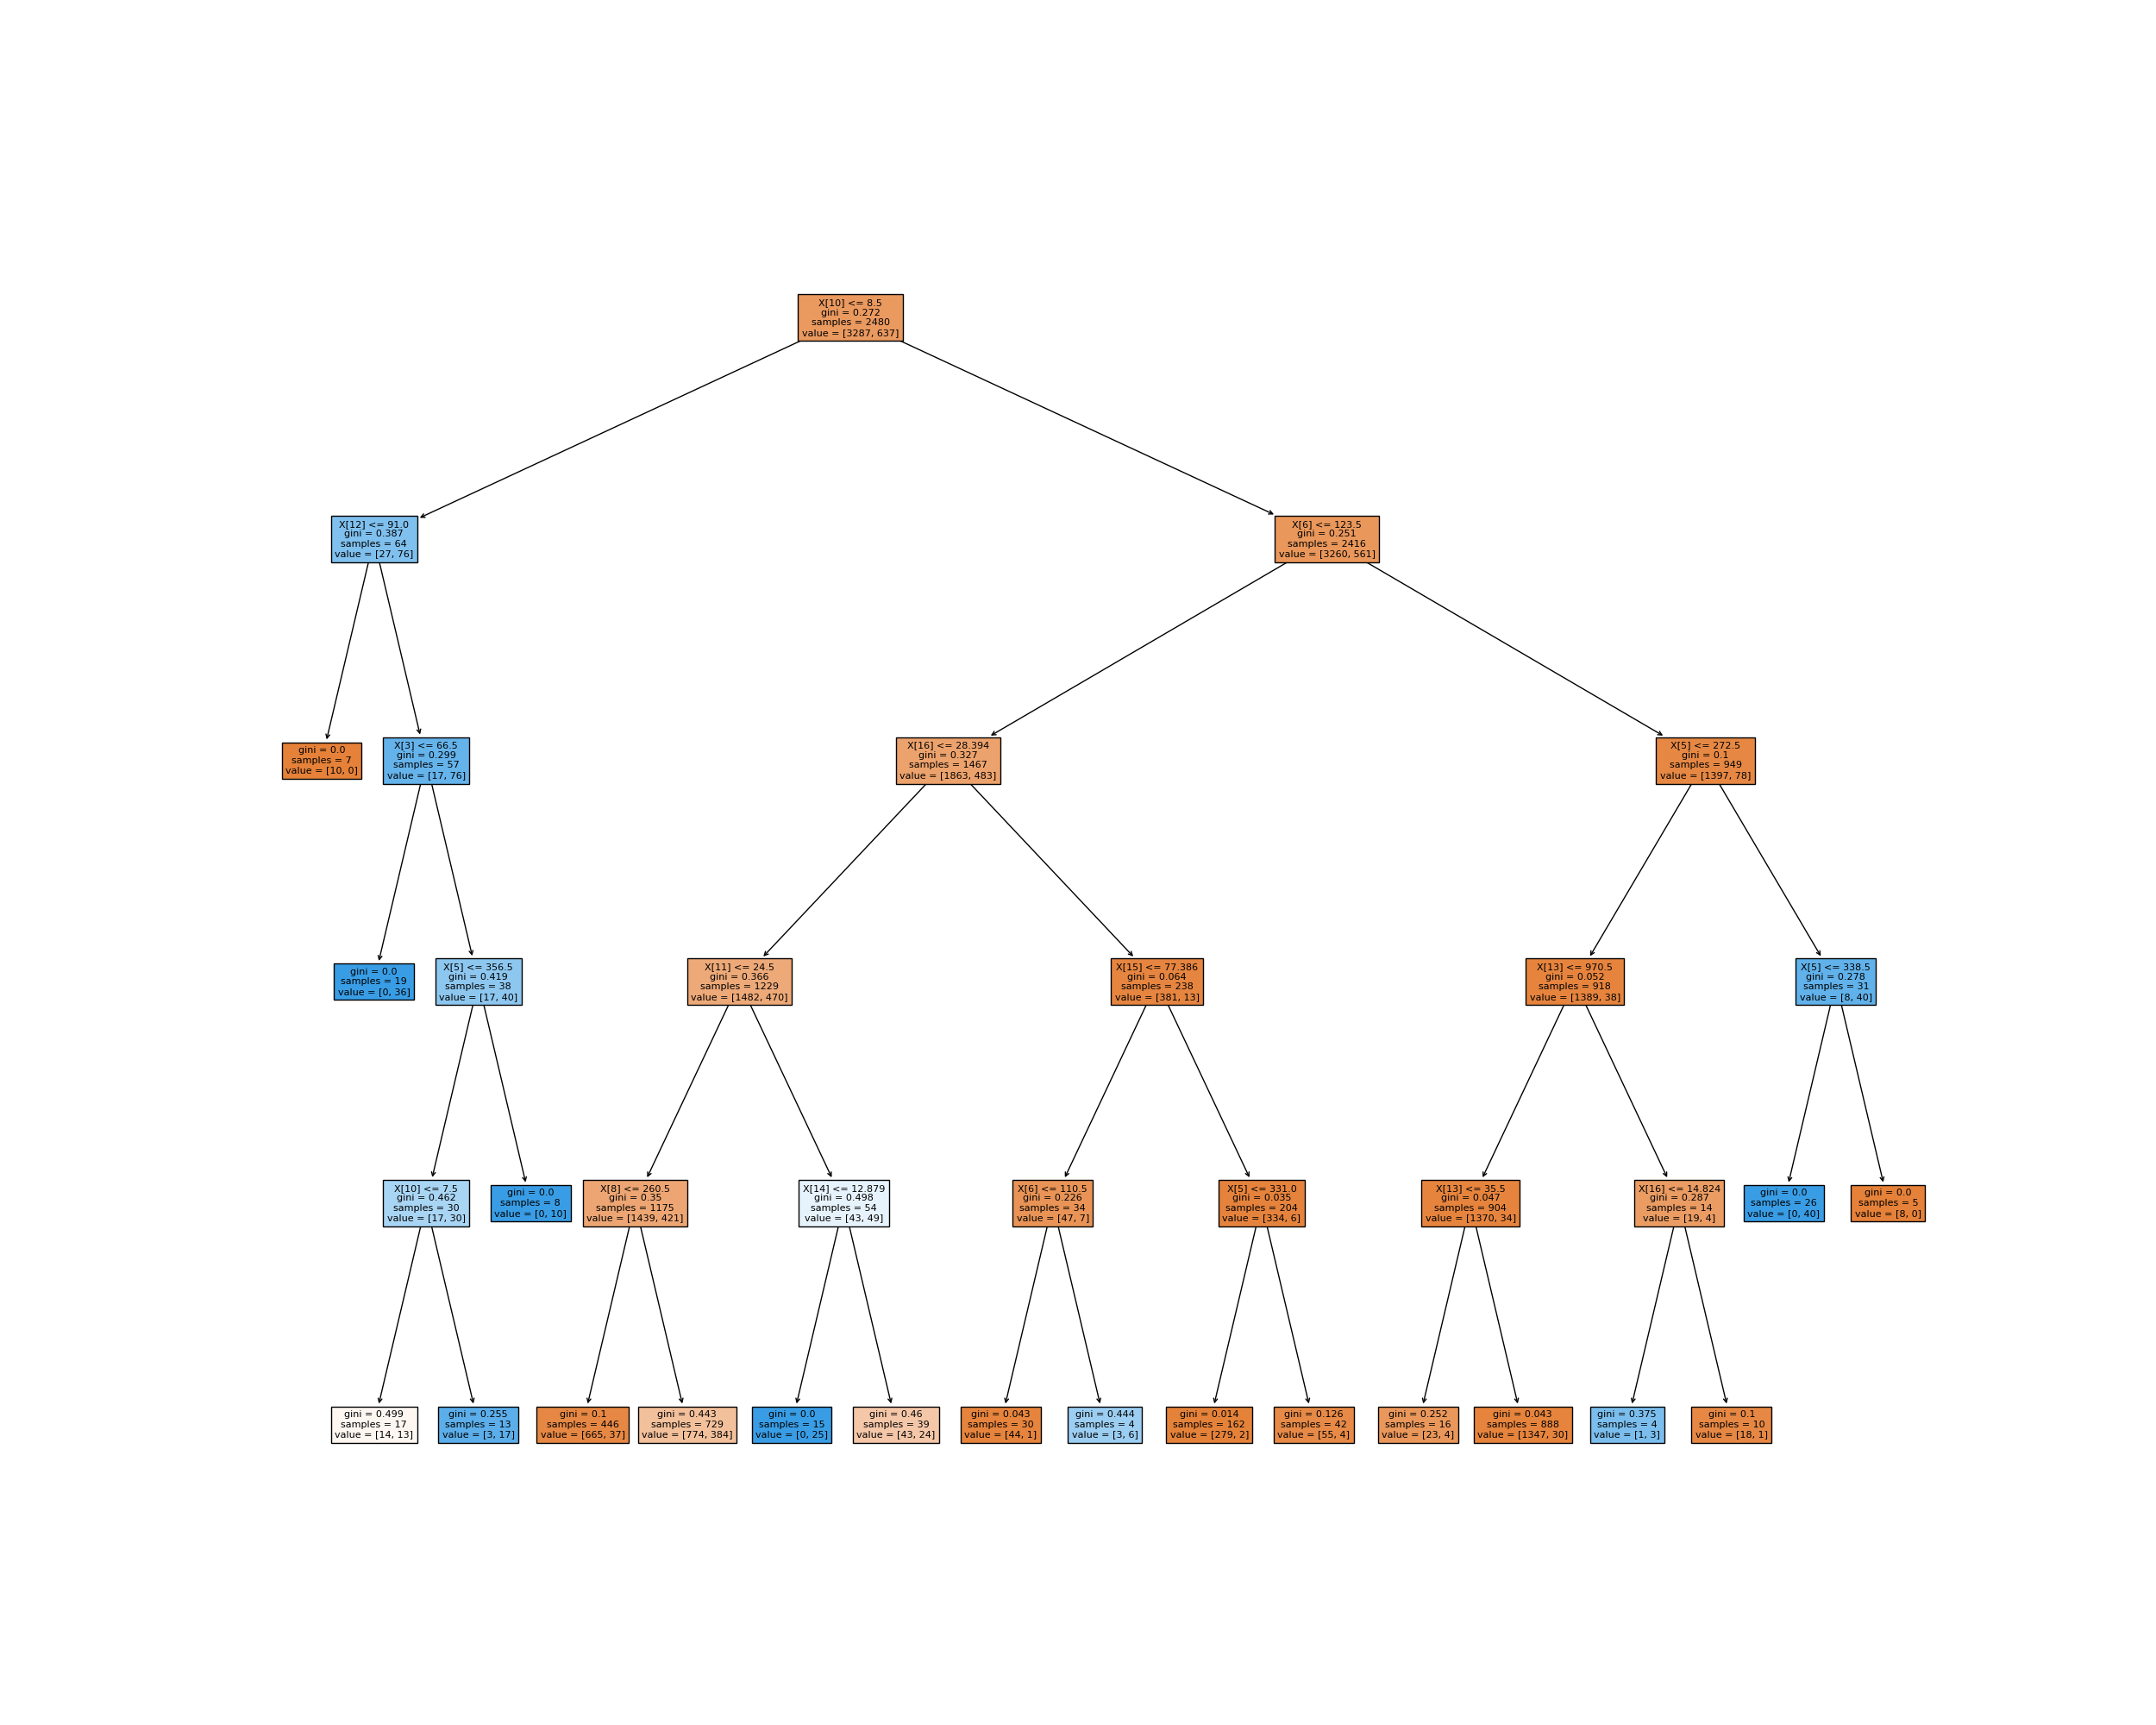 X[10] <= 8.5
gini = 0.272
samples = 2480
value = [3287, 637]
X[12] <= 91.0
gini = 0.387
samples = 64
value = [27, 76]
X[6] <= 123.5
gini = 0.251
samples = 2416
value = [3260, 561]
gini = 0.0
samples = 7
value = [10, 0]
X[3] <= 66.5
gini = 0.299
samples = 57
value = [17, 76]
X[16] <= 28.394
gini = 0.327
samples = 1467
value = [1863, 483]
X[5] <= 272.5
gini = 0.1
samples = 949
value = [1397, 78]
gini = 0.0
samples = 19
value = [0, 36]
X[5] <= 356.5
gini = 0.419
samples = 38
value = [17, 40]
X[11] <= 24.5
gini = 0.366
samples = 1229
value = [1482, 470]
X[15] <= 77.386
gini = 0.064
samples = 238
value = [381, 13]
X[13] <= 970.5
gini = 0.052
samples = 918
value = [1389, 38]
X[5] <= 338.5
gini = 0.278
samples = 31
value = [8, 40]
X[10] <= 7.5
gini = 0.462
samples = 30
value = [17, 30]
gini = 0.0
samples = 8
value = [0, 10]
X[8] <= 260.5
gini = 0.35
samples = 1175
value = [1439, 421]
X[14] <= 12.879
gini = 0.498
samples = 54
value = [43, 49]
X[6] <= 110.5
gini = 0.226
samples = 34
value = [47, 7]
X[5] <= 331.0
gini = 0.035
samples = 204
value = [334, 6]
X[13] <= 35.5
gini = 0.047
samples = 904
value = [1370, 34]
X[16] <= 14.824
gini = 0.287
samples = 14
value = [19, 4]
gini = 0.0
samples = 26
value = [0, 40]
gini = 0.0
samples = 5
value = [8, 0]
gini = 0.499
samples = 17
value = [14, 13]
gini = 0.255
samples = 13
value = [3, 17]
gini = 0.1
samples = 446
value = [665, 37]
gini = 0.443
samples = 729
value = [774, 384]
gini = 0.0
samples = 15
value = [0, 25]
gini = 0.46
samples = 39
value = [43, 24]
gini = 0.043
samples = 30
value = [44, 1]
gini = 0.444
samples = 4
value = [3, 6]
gini = 0.014
samples = 162
value = [279, 2]
gini = 0.126
samples = 42
value = [55, 4]
gini = 0.252
samples = 16
value = [23, 4]
gini = 0.043
samples = 888
value = [1347, 30]
gini = 0.375
samples = 4
value = [1, 3]
gini = 0.1
samples = 10
value = [18, 1]